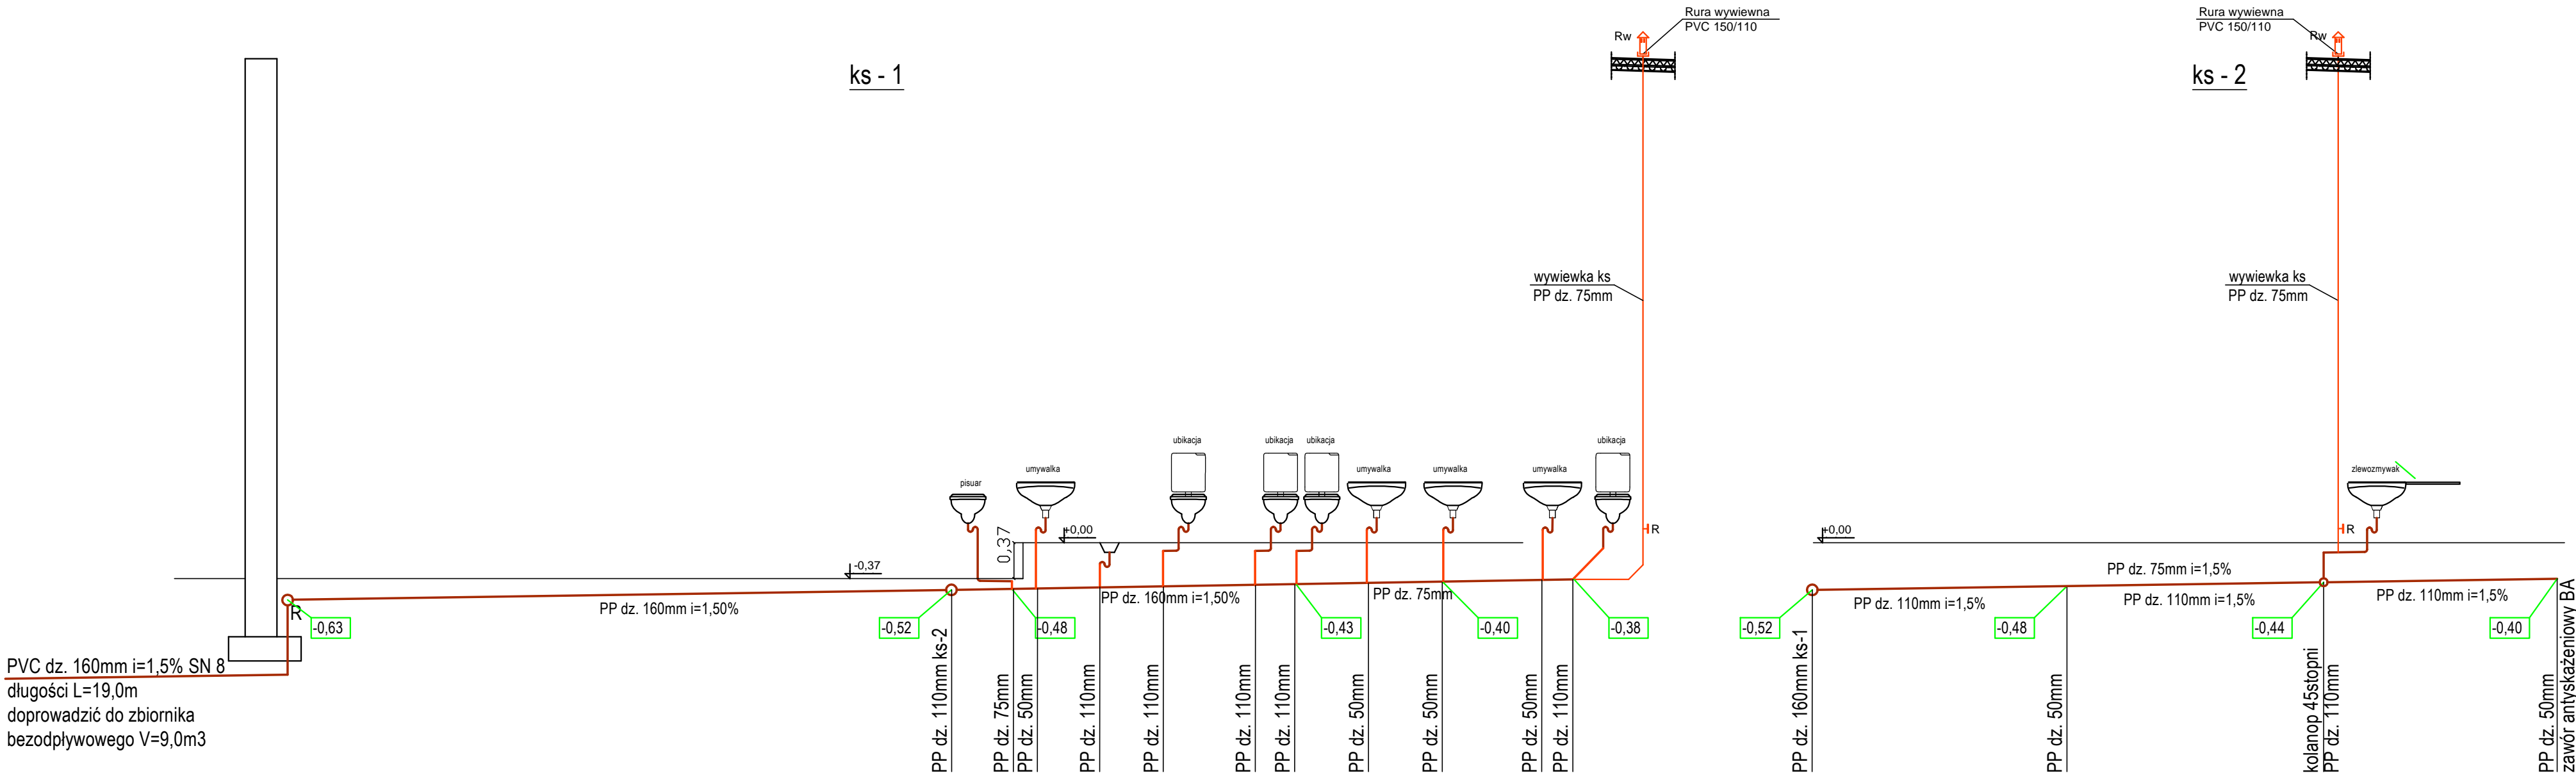 ks - 1
Rw
Rura wywiewna
PVC 150/110
Rura wywiewna
PVC 150/110
Rw
ks - 2
wywiewka ks
PP dz. 75mm
wywiewka ks
PP dz. 75mm
pisuar
umywalka
ubikacja
ubikacja
ubikacja
umywalka
umywalka
umywalka
ubikacja
zlewozmywak
R
R
+0,00
0,37
-0,37
+0,00
PP dz. 160mm i=1,50%
PP dz. 160mm i=1,50%
PP dz. 75mm
PP dz. 75mm i=1,5%
PP dz. 110mm i=1,5%
PP dz. 110mm i=1,5%
PP dz. 110mm i=1,5%
R
-0,63
-0,52
-0,48
-0,43
-0,40
-0,38
-0,52
-0,48
-0,44
-0,40
PVC dz. 160mm i=1,5% SN 8
długości L=19,0m
doprowadzić do zbiornika
bezodpływowego V=9,0m3
PP dz. 110mm ks-2
PP dz. 75mm
PP dz. 50mm
PP dz. 110mm
PP dz. 110mm
PP dz. 110mm
PP dz. 110mm
PP dz. 50mm
PP dz. 50mm
PP dz. 50mm
PP dz. 110mm
PP dz. 160mm ks-1
PP dz. 50mm
kolanop 45stopni
PP dz. 110mm
PP dz. 50mm
zawór antyskażeniowy BA